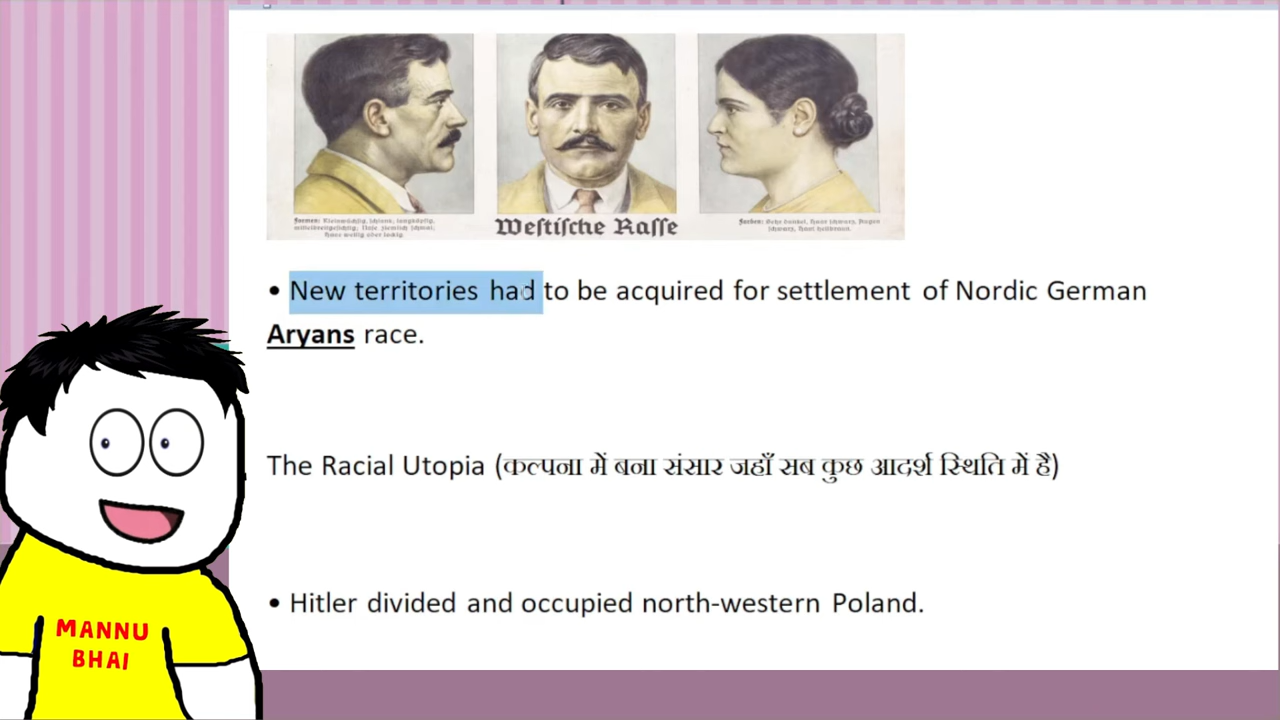 Westische Rasse
• New territories had to be acquired for settlement of Nordic German
Aryans race.
The Racial Utopia (कल्पना में बना संसार जहाँ सब कुछ आदर्श स्थिति में है)
• Hitler divided and occupied north-western Poland.
MANNU
BHAI